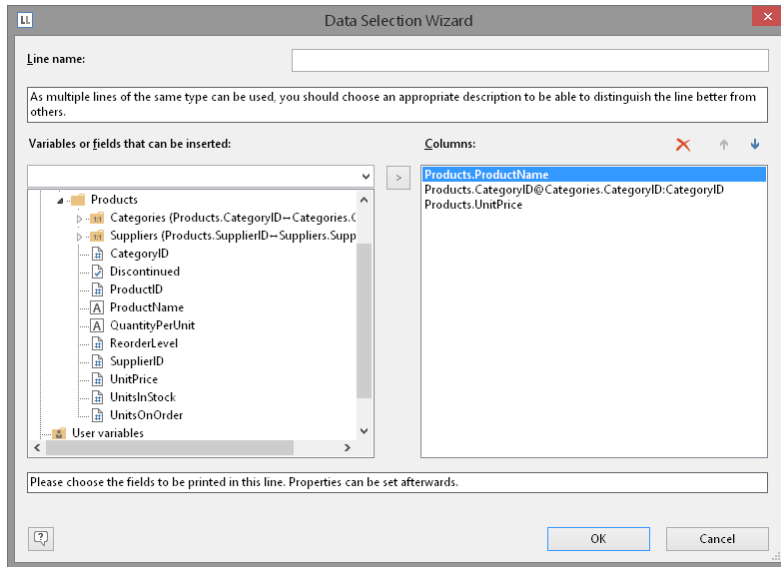 LL
Data Selection Wizard
Line name:
As multiple lines of the same type can be used, you should choose an appropriate description to be able to distinguish the line better from
others.
Variables or fields that can be inserted:
Columns:
>
Products
Categories (Products.CategoryID↔Categories.C
Suppliers (Products.SupplierID↔Suppliers.Supp
CategoryID
Discontinued
ProductID
A ProductName
A QuantityPerUnit
ReorderLevel
SupplierID
UnitPrice
UnitsInStock
UnitsOnOrder
User variables
Products.ProductName
Products.CategoryID@Categories.CategoryID:CategoryID
Products.UnitPrice
Please choose the fields to be printed in this line. Properties can be set afterwards.
?
OK
Cancel